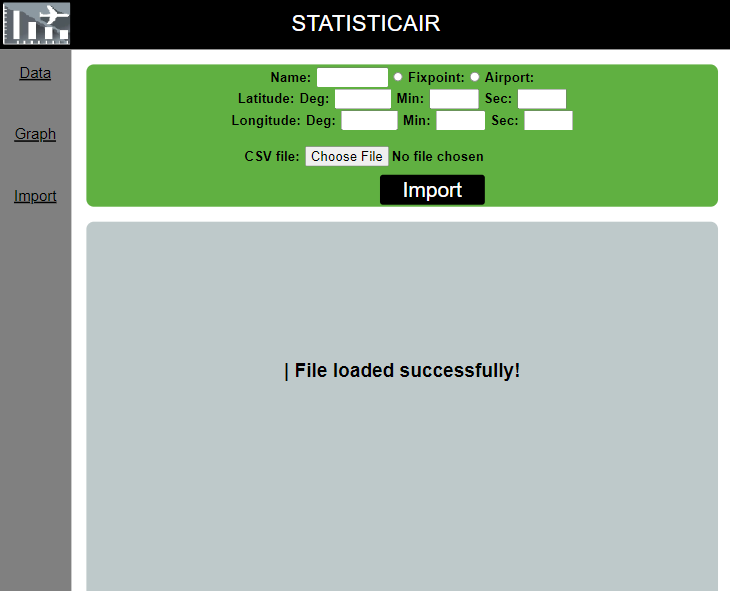 STATISTICAIR
Data
Graph
Import
Name: Fixpoint: Airport:
Latitude: Deg: Min: Sec:
Longitude: Deg: Min: Sec:
CSV file: Choose File No file chosen
Import
| File loaded successfully!